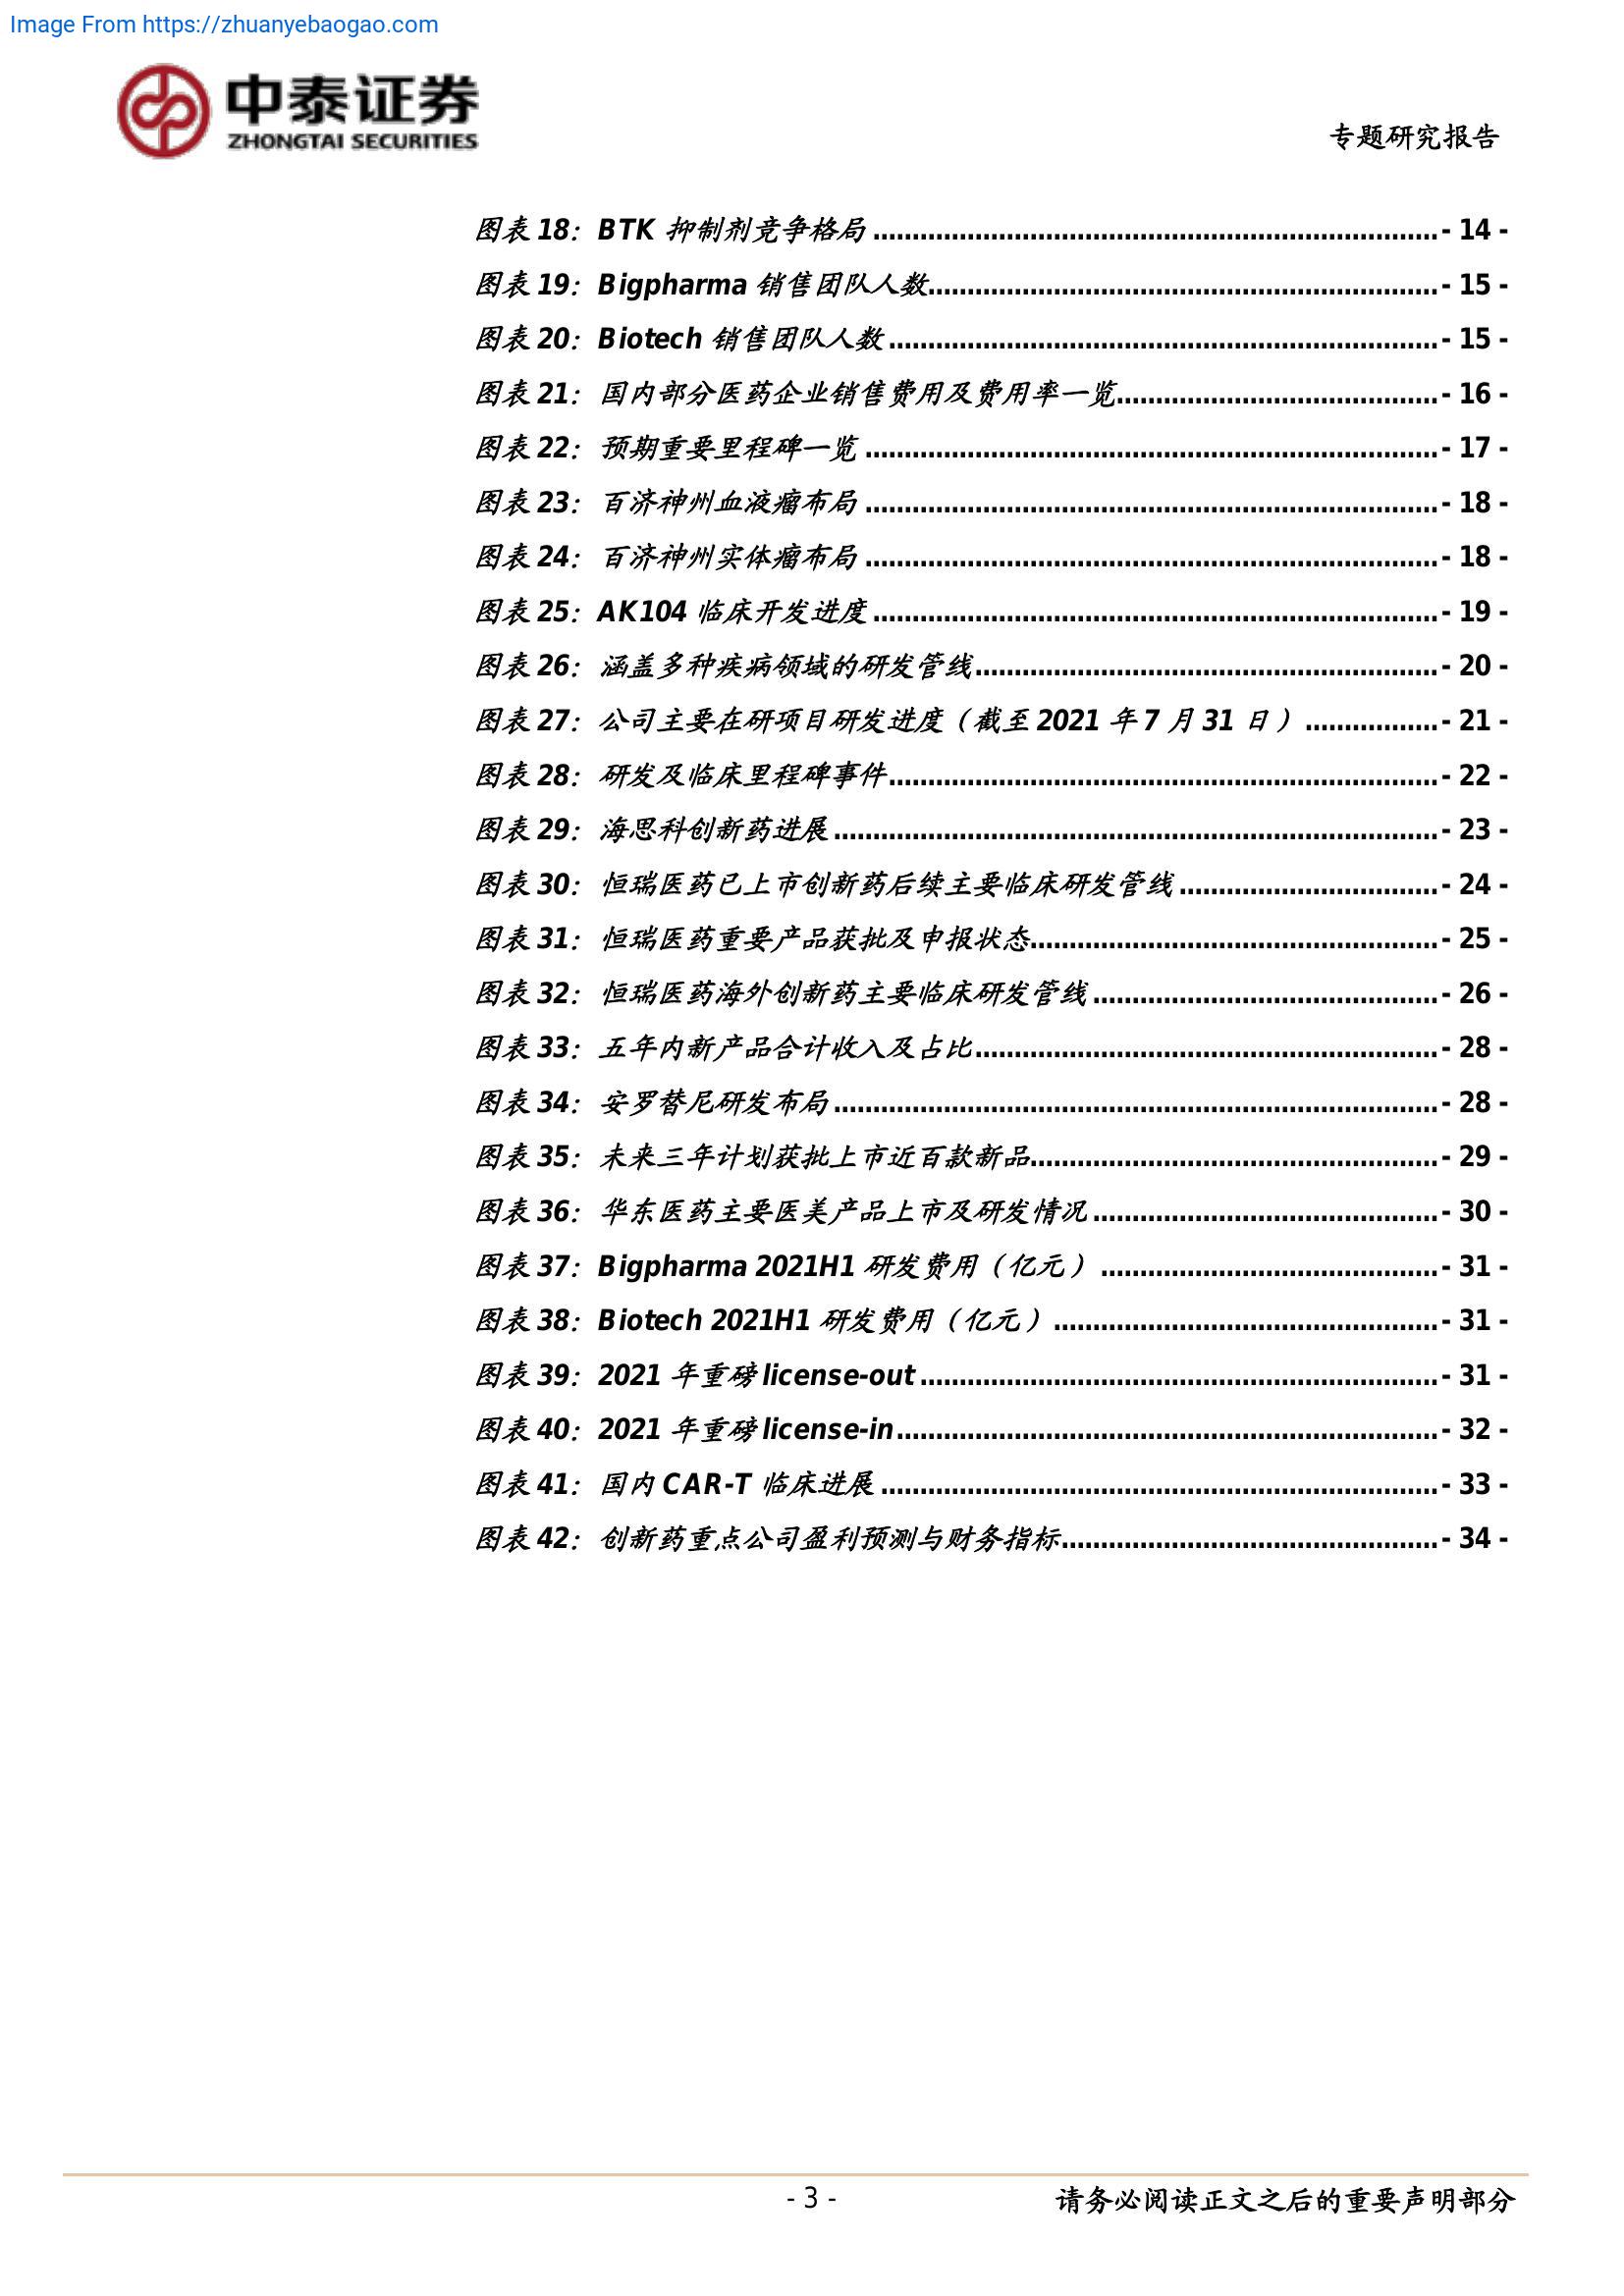 Image From https://zhuanyebaogao.com
中泰证券
ZHONGTAI SECURITIES
专题研究报告
图表 18：BTK 抑制剂竞争格局........................................................................- 14 -
图表 19：Bigpharma 销售团队人数.................................................................- 15 -
图表 20：Biotech 销售团队人数......................................................................- 15 -
图表 21：国内部分医药企业销售费用及费用率一览.........................................- 16 -
图表 22：预期重要里程碑一览.........................................................................- 17 -
图表 23：百济神州血液瘤布局.........................................................................- 18 -
图表 24：百济神州实体瘤布局.........................................................................- 18 -
图表 25：AK104 临床开发进度........................................................................- 19 -
图表 26：涵盖多种疾病领域的研发管线...........................................................- 20 -
图表 27：公司主要在研项目研发进度（截至 2021 年 7 月 31 日）.................- 21 -
图表 28：研发及临床里程碑事件......................................................................- 22 -
图表 29：海思科创新药进展.............................................................................- 23 -
图表 30：恒瑞医药已上市创新药后续主要临床研发管线.................................- 24 -
图表 31：恒瑞医药重要产品获批及申报状态....................................................- 25 -
图表 32：恒瑞医药海外创新药主要临床研发管线............................................- 26 -
图表 33：五年内新产品合计收入及占比...........................................................- 28 -
图表 34：安罗替尼研发布局.............................................................................- 28 -
图表 35：未来三年计划获批上市近百款新品....................................................- 29 -
图表 36：华东医药主要医美产品上市及研发情况............................................- 30 -
图表 37：Bigpharma 2021H1 研发费用（亿元）...........................................- 31 -
图表 38：Biotech 2021H1 研发费用（亿元）.................................................- 31 -
图表 39：2021 年重磅 license-out..................................................................- 31 -
图表 40：2021 年重磅 license-in.....................................................................- 32 -
图表 41：国内 CAR-T 临床进展.......................................................................- 33 -
图表 42：创新药重点公司盈利预测与财务指标................................................- 34 -
- 3 -
请务必阅读正文之后的重要声明部分